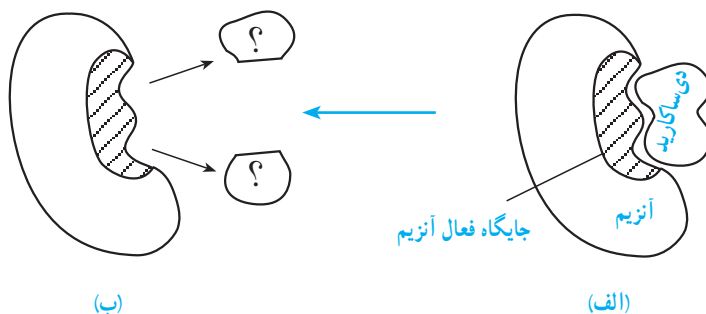 ؟
دی‌ساکارید
؟
آنزیم
جایگاه فعال آنزیم
(الف)
(ب)